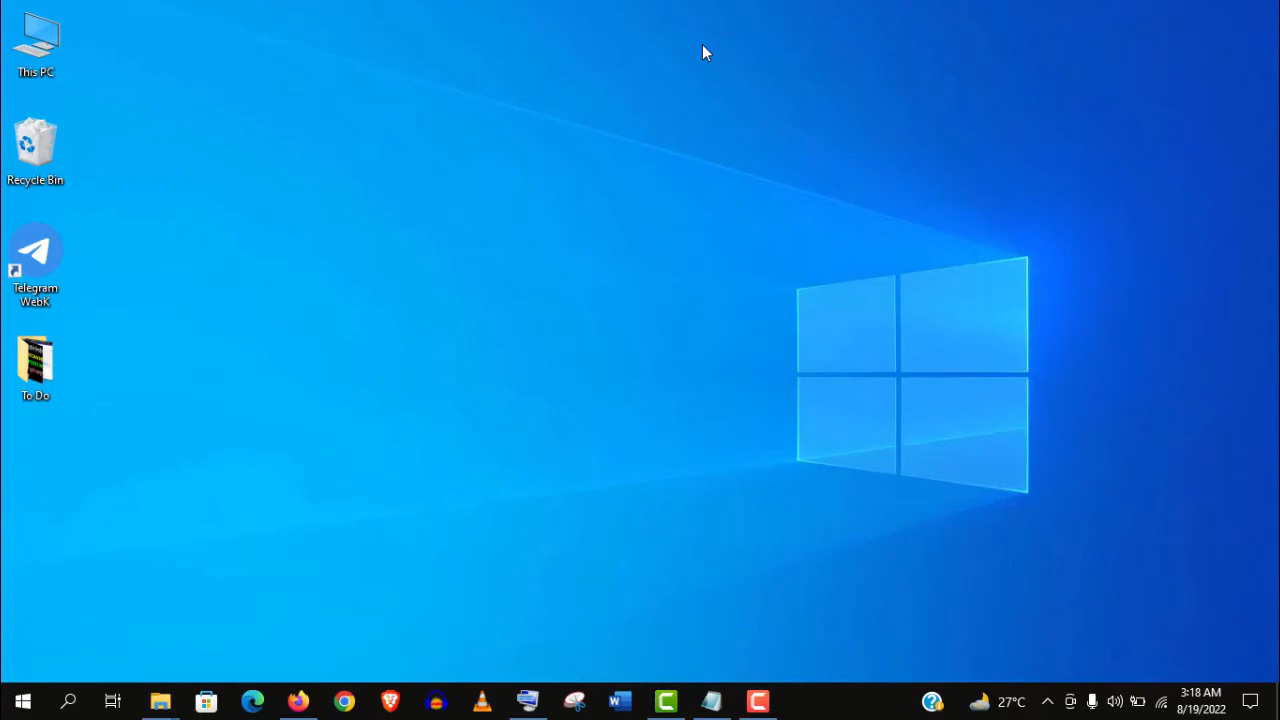 This PC
Recycle Bin
Telegram
WebK
To Do
27°C
3:18 AM
8/19/2022